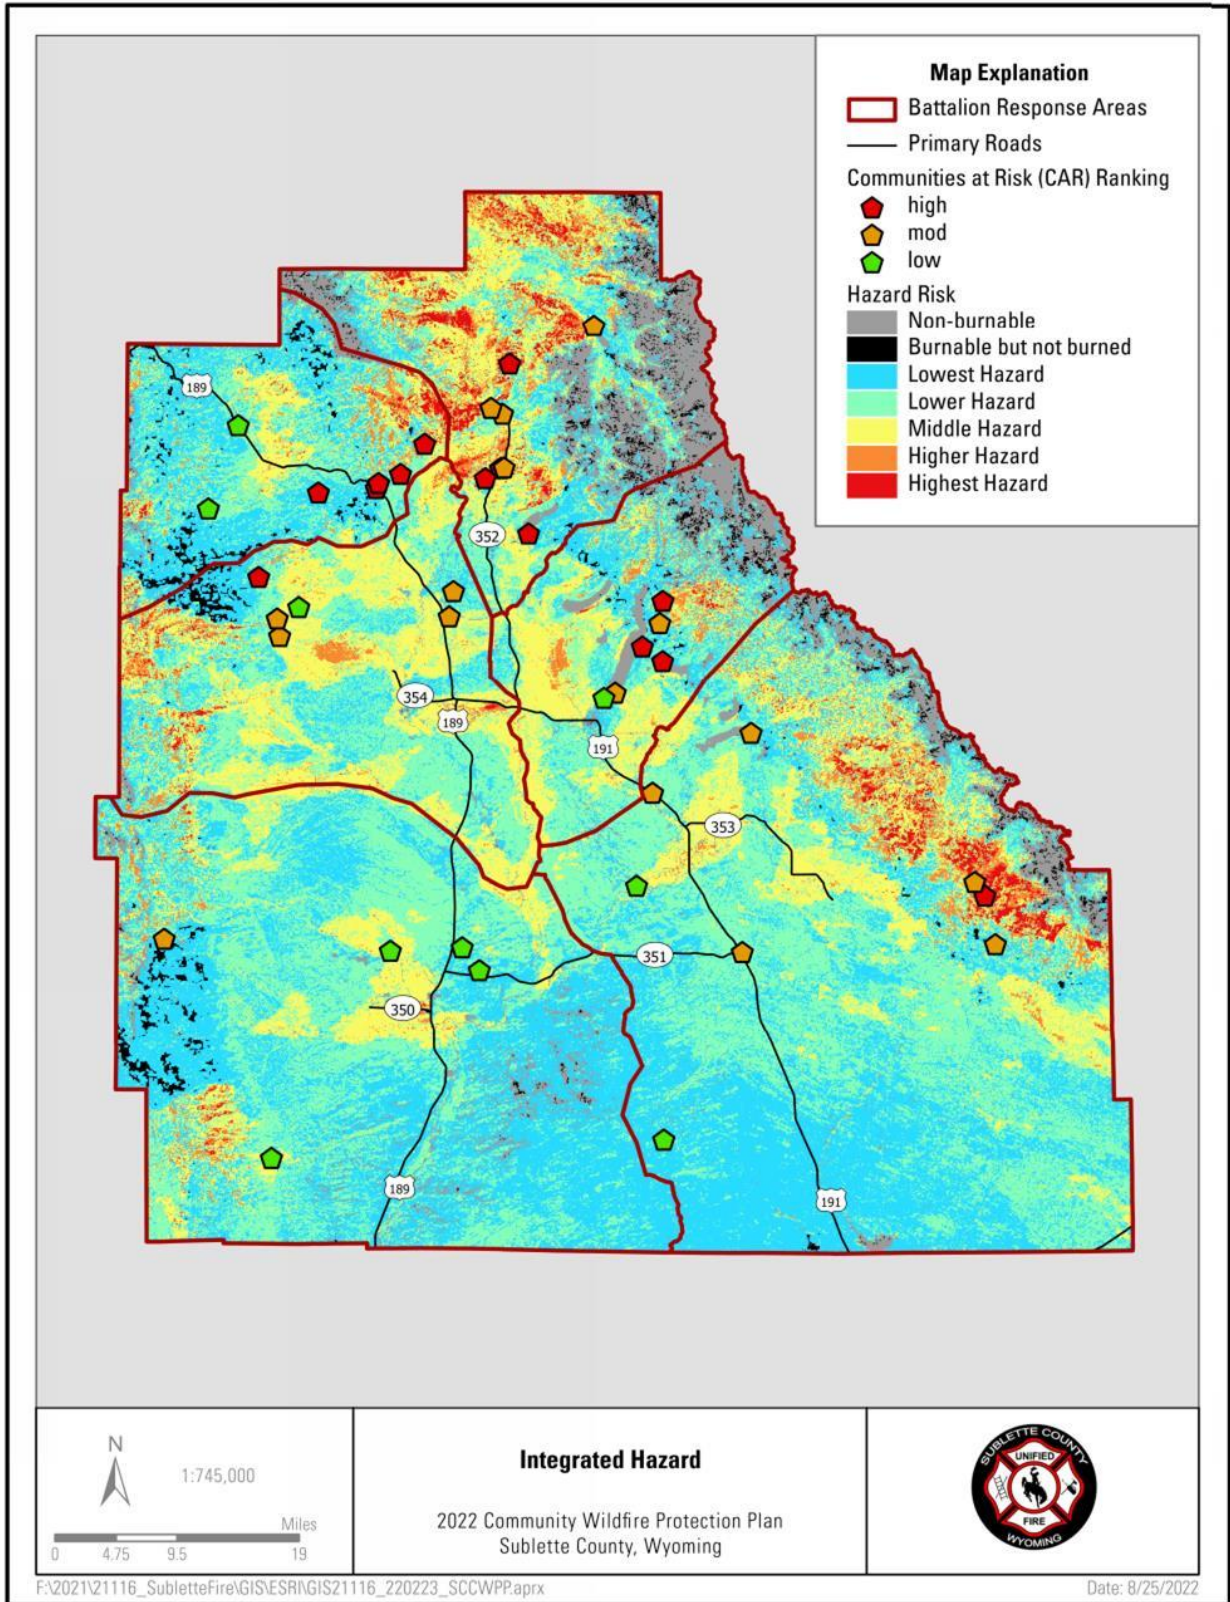 Map Explanation
Battalion Response Areas
Primary Roads
Communities at Risk (CAR) Ranking
high
mod
low
Hazard Risk
Non-burnable
Burnable but not burned
Lowest Hazard
Lower Hazard
Middle Hazard
Higher Hazard
Highest Hazard
189
352
354
189
191
353
351
350
189
191
N
1:745,000
Miles
0 4.75 9.5 19
Integrated Hazard
2022 Community Wildfire Protection Plan
Sublette County, Wyoming
SUBLETTE COUNTY
UNIFIED
FIRE
WYOMING
F:\2021\21116_SubletteFire\GIS\ESRI\GIS21116_220223_SCCWPP.aprx
Date: 8/25/2022